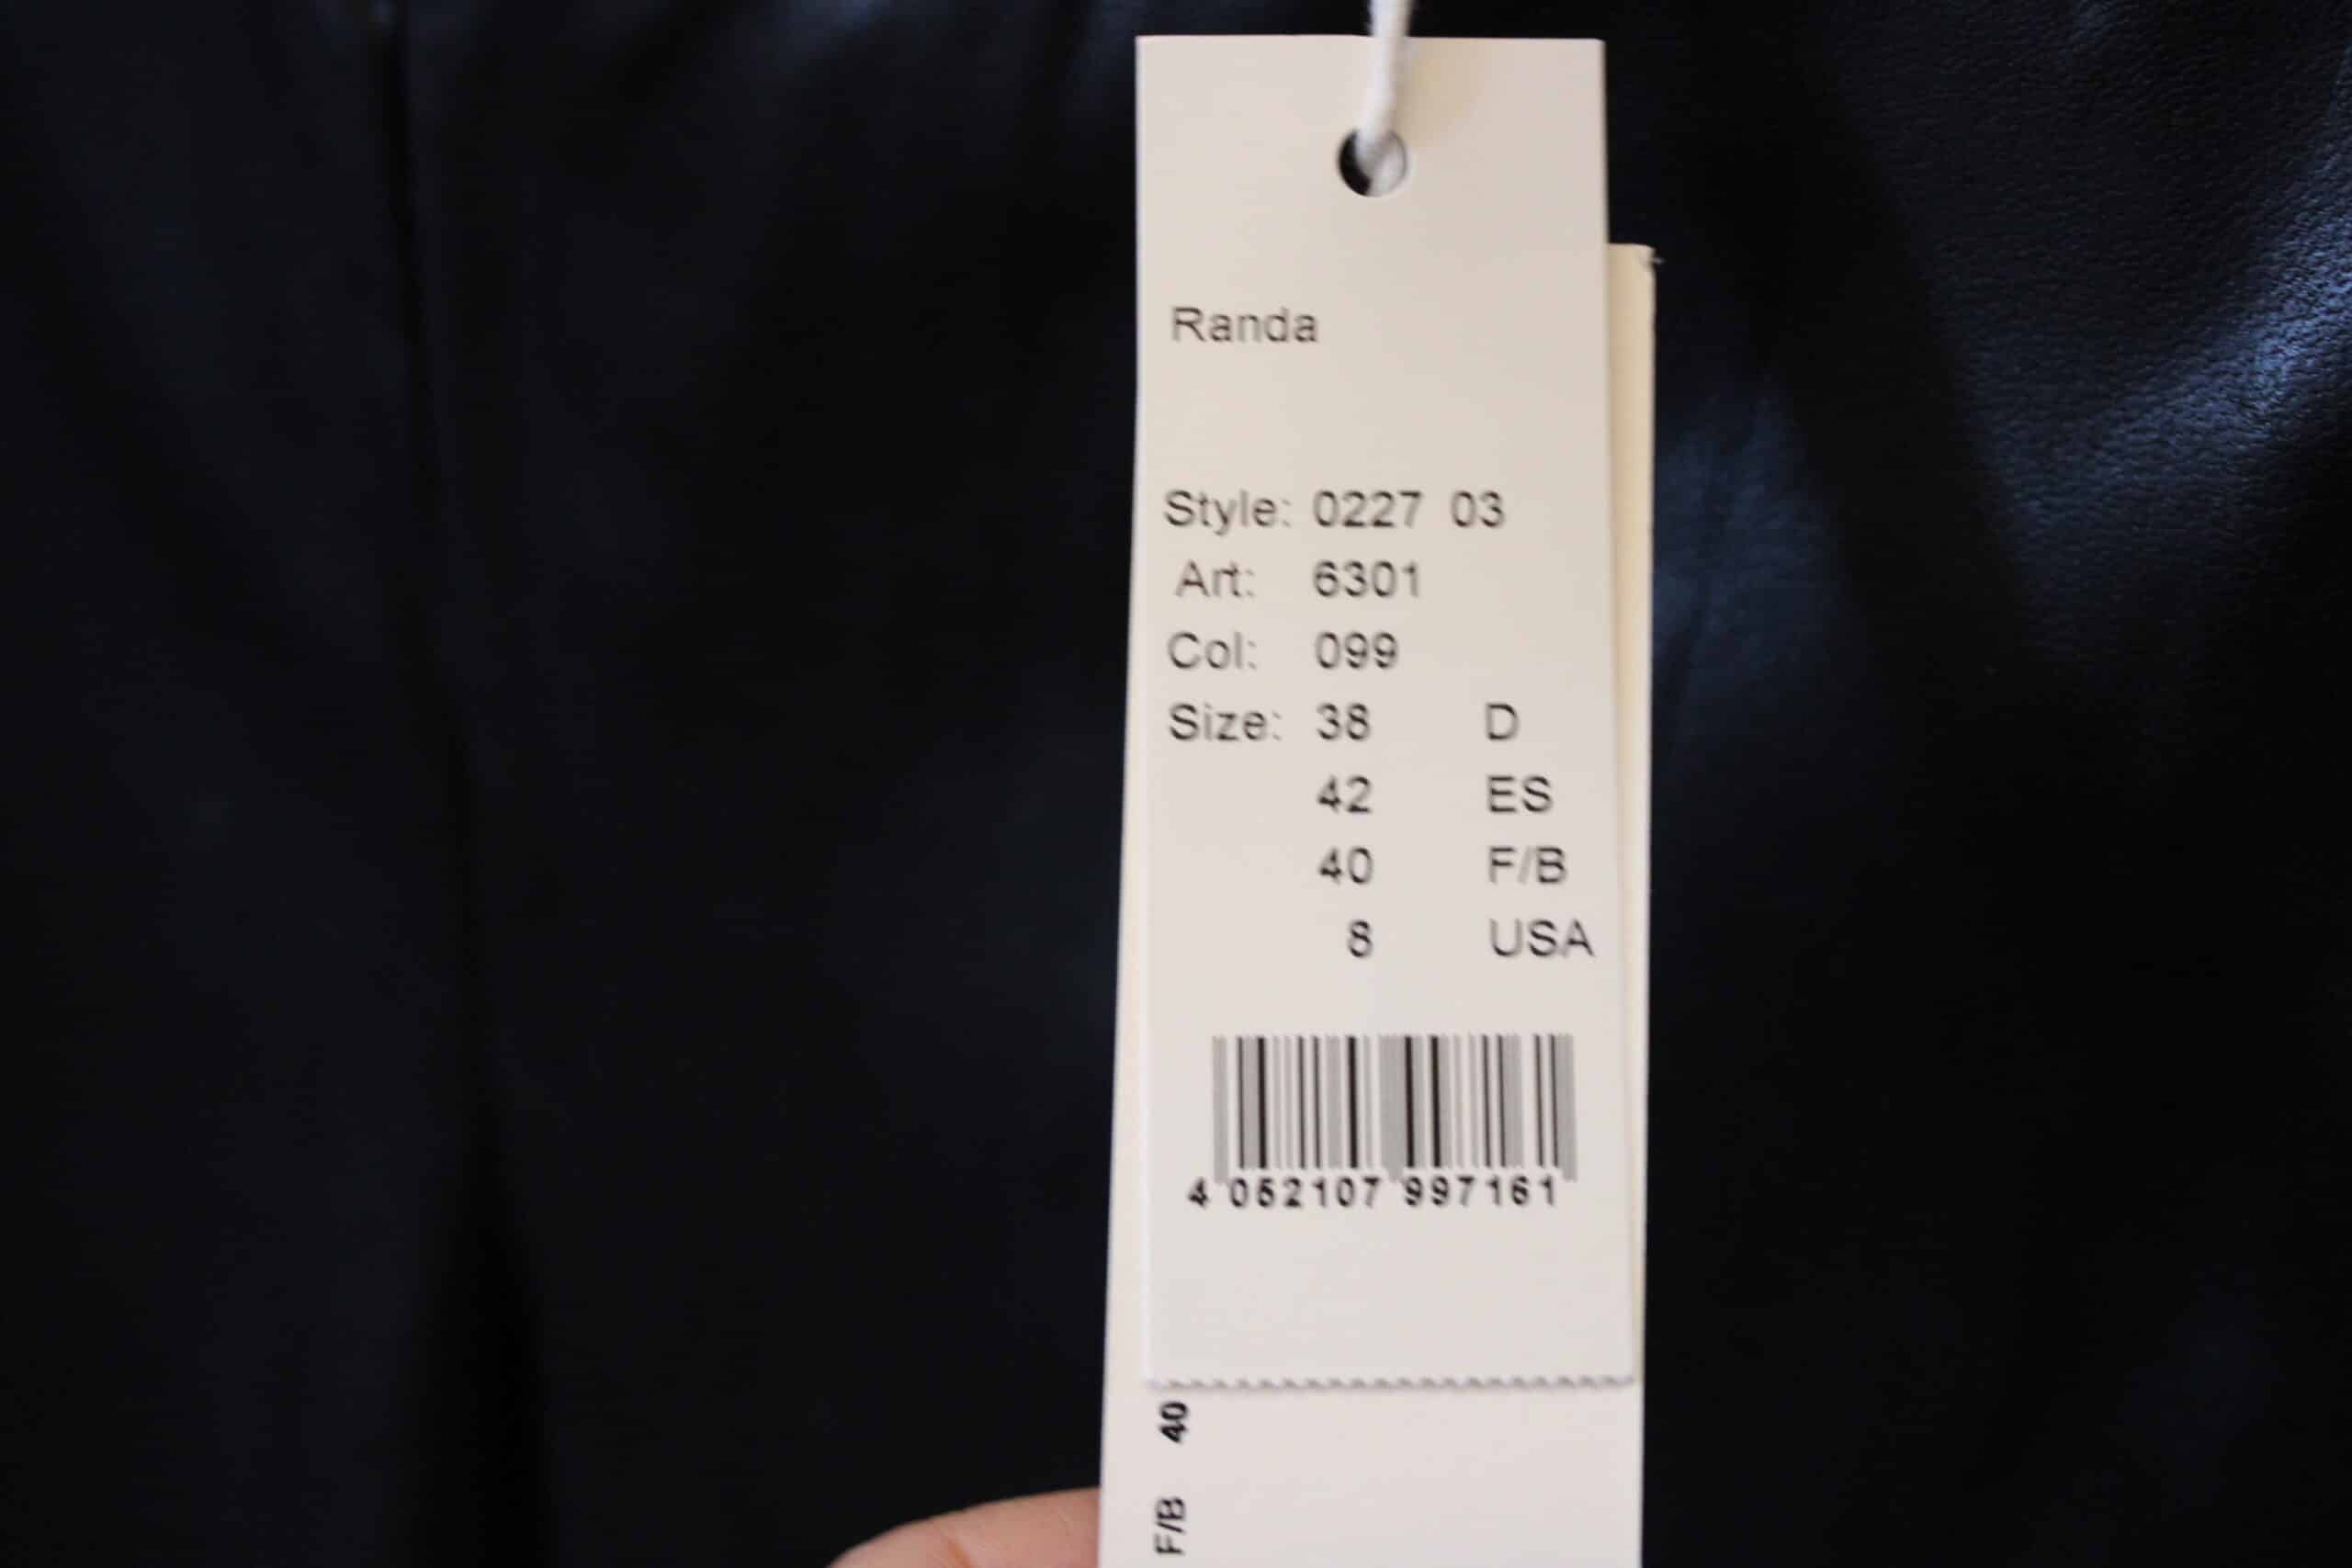 Randa
Style: 0227 03
Art: 6301
Col: 099
Size: 38 D
42 ES
40 F/B
8 USA
4 052107 997161
F/B 40